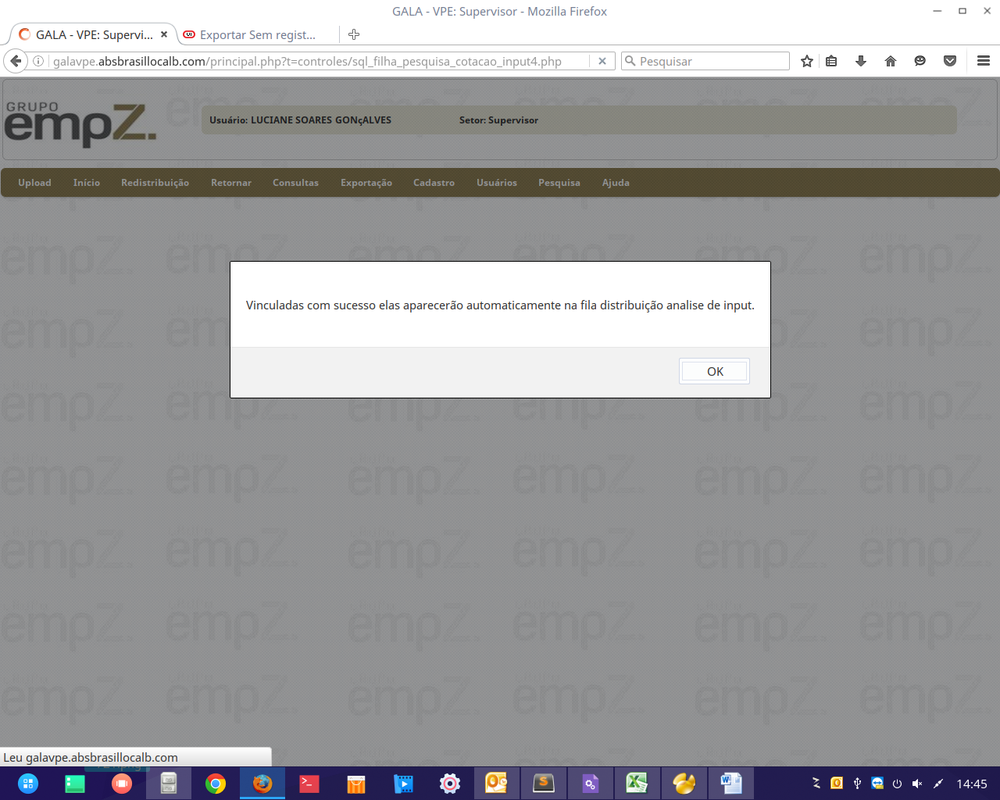 GALA - VPE: Supervisor - Mozilla Firefox
GALA - VPE: Supervi...
Exportar Sem regist...
galavpe.absbrasillocalb.com/principal.php?t=controles/sql_filha_pesquisa_cotacao_input4.php
Pesquisar
GRUPO
empz.
Usuário: LUCIANE SOARES GONçALVES
Setor: Supervisor
Upload Início Redistribuição Retornar Consultas Exportação Cadastro Usuários Pesquisa Ajuda
Vinculadas com sucesso elas aparecerão automaticamente na fila distribuição analise de input.
OK
Leu galavpe.absbrasillocalb.com
14:45